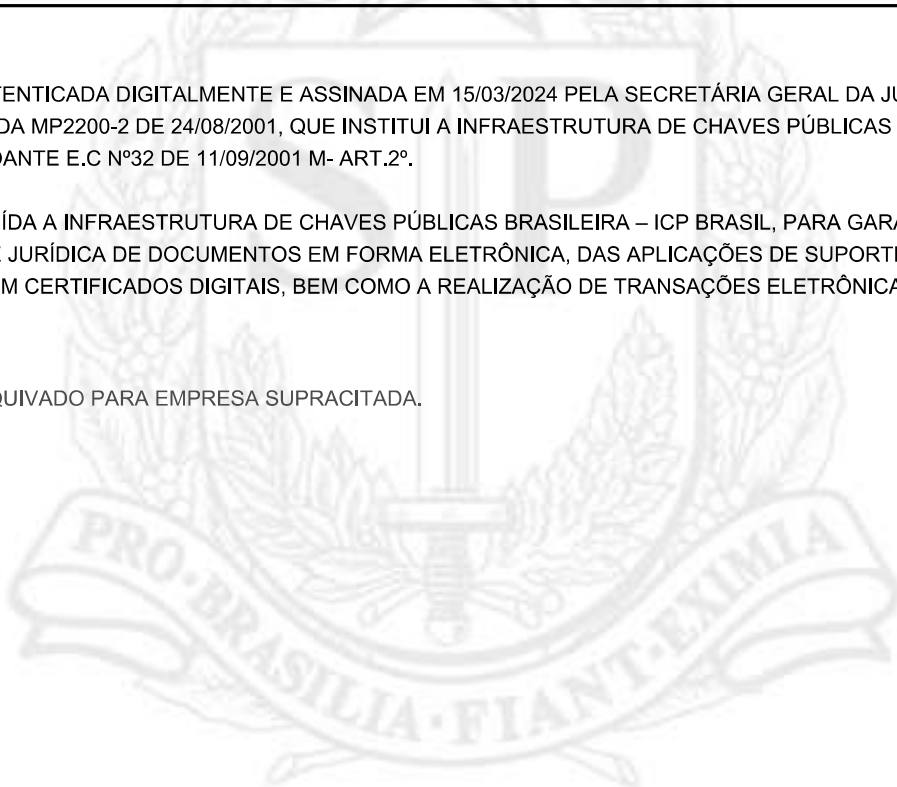 TENTICADA DIGITALMENTE E ASSINADA EM 15/03/2024 PELA SECRETÁRIA GERAL DA JU
DA MP2200-2 DE 24/08/2001, QUE INSTITUI A INFRAESTRUTURA DE CHAVES PÚBLICAS
DANTE E.C Nº32 DE 11/09/2001 M- ART.2º.
ÍDA A INFRAESTRUTURA DE CHAVES PÚBLICAS BRASILEIRA – ICP BRASIL, PARA GARA
E JURÍDICA DE DOCUMENTOS EM FORMA ELETRÔNICA, DAS APLICAÇÕES DE SUPORTE
M CERTIFICADOS DIGITAIS, BEM COMO A REALIZAÇÃO DE TRANSAÇÕES ELETRÔNICA
QUIVADO PARA EMPRESA SUPRACITADA.
SP
PRO·BRASILIA·FIANT·EXIMIA